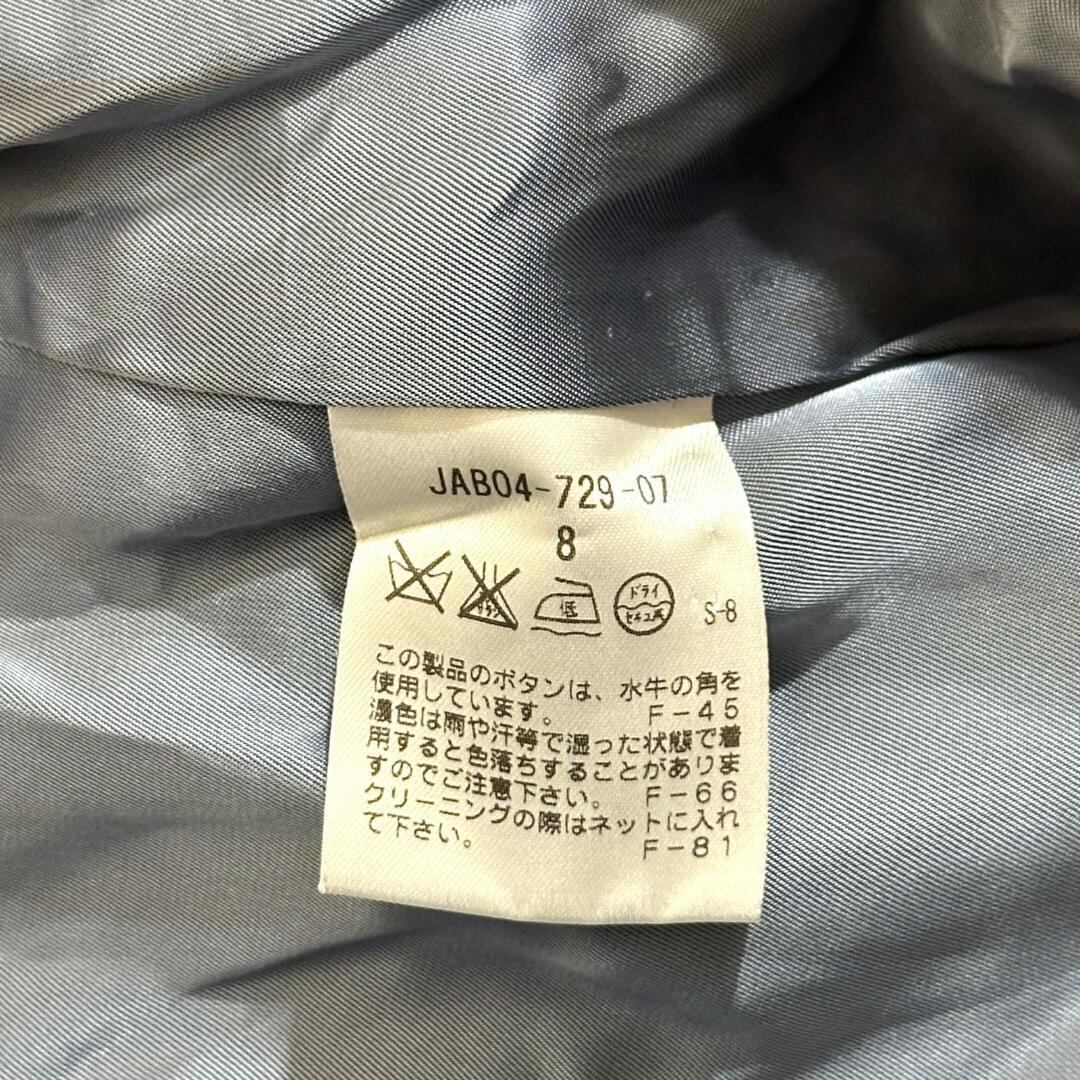 JAB04-729-07
8
サラシ 低 ドライ
セキユ系
S-8
この製品のボタンは、水牛の角を
使用しています。 F-45
濃色は雨や汗等で湿った状態で着
用すると色落ちすることがありま
すのでご注意下さい。 F-66
クリーニングの際はネットに入れ
て下さい。 F-81